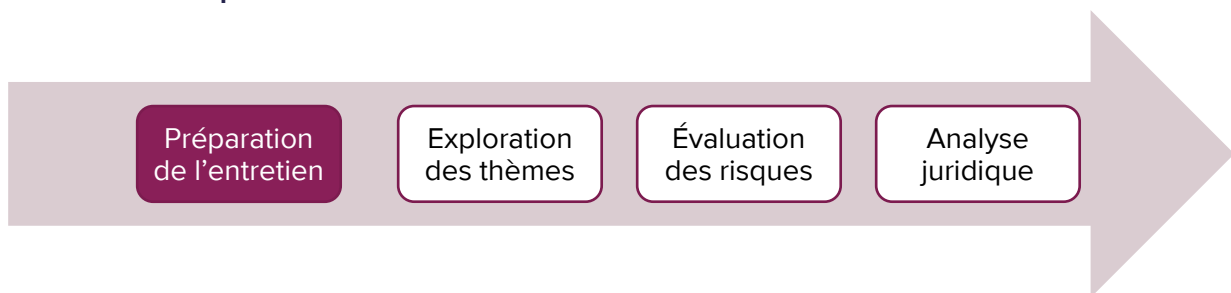 Préparation
de l’entretien
Exploration
des thèmes
Évaluation
des risques
Analyse
juridique